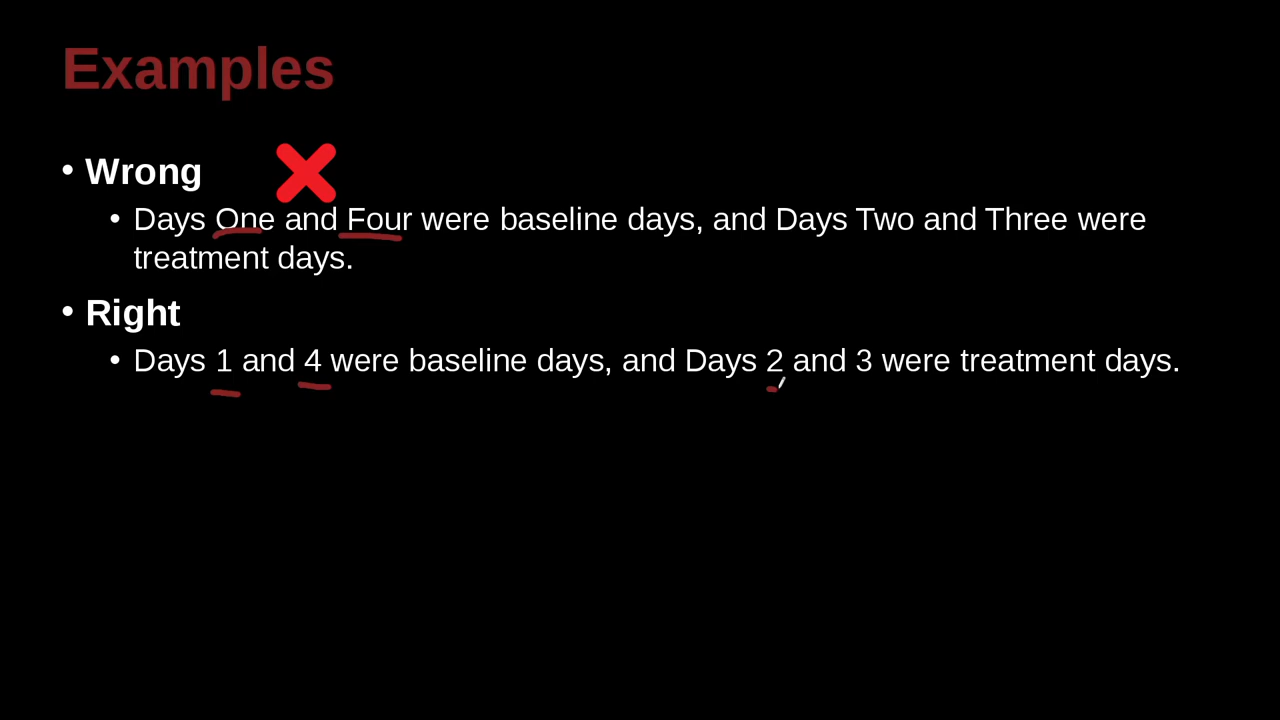 Examples
• Wrong
• Days One and Four were baseline days, and Days Two and Three were
treatment days.
• Right
• Days 1 and 4 were baseline days, and Days 2 and 3 were treatment days.